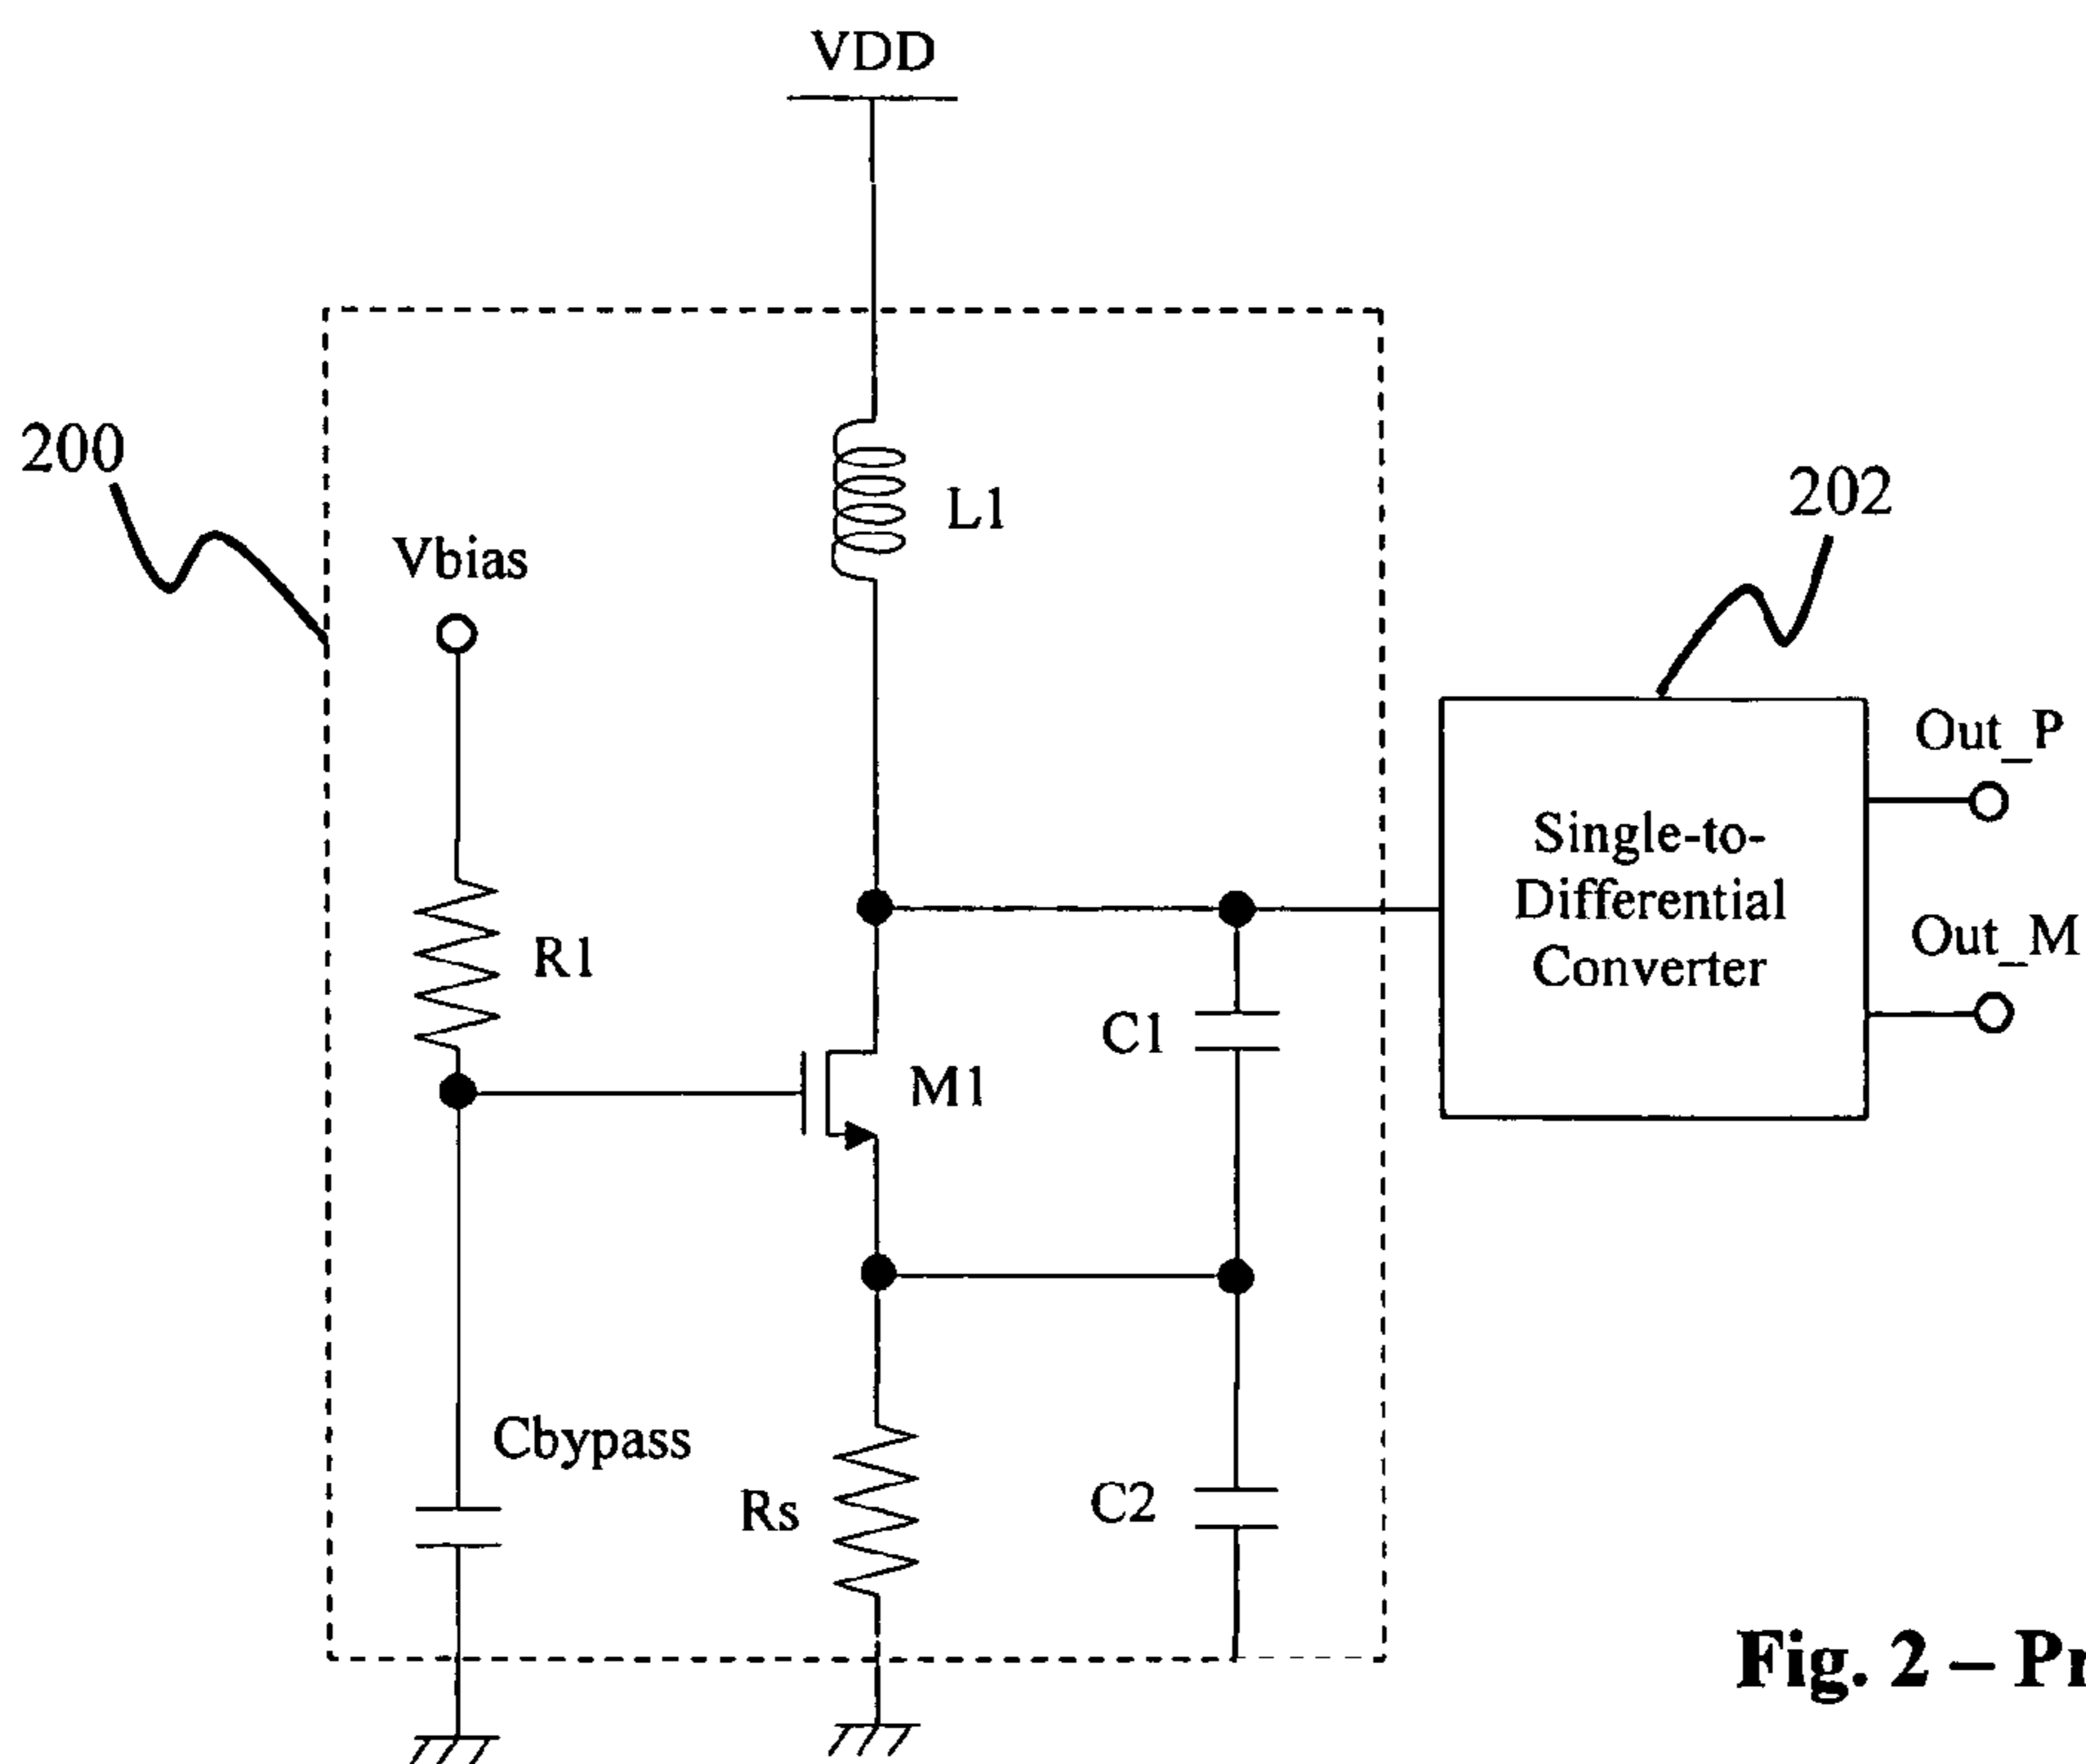 VDD
200
L1
202
Vbias
Out_P
Single-to-
Differential
Converter
R1
Out_M
C1
M1
Cbypass
Rs
C2
Fig. 2 –